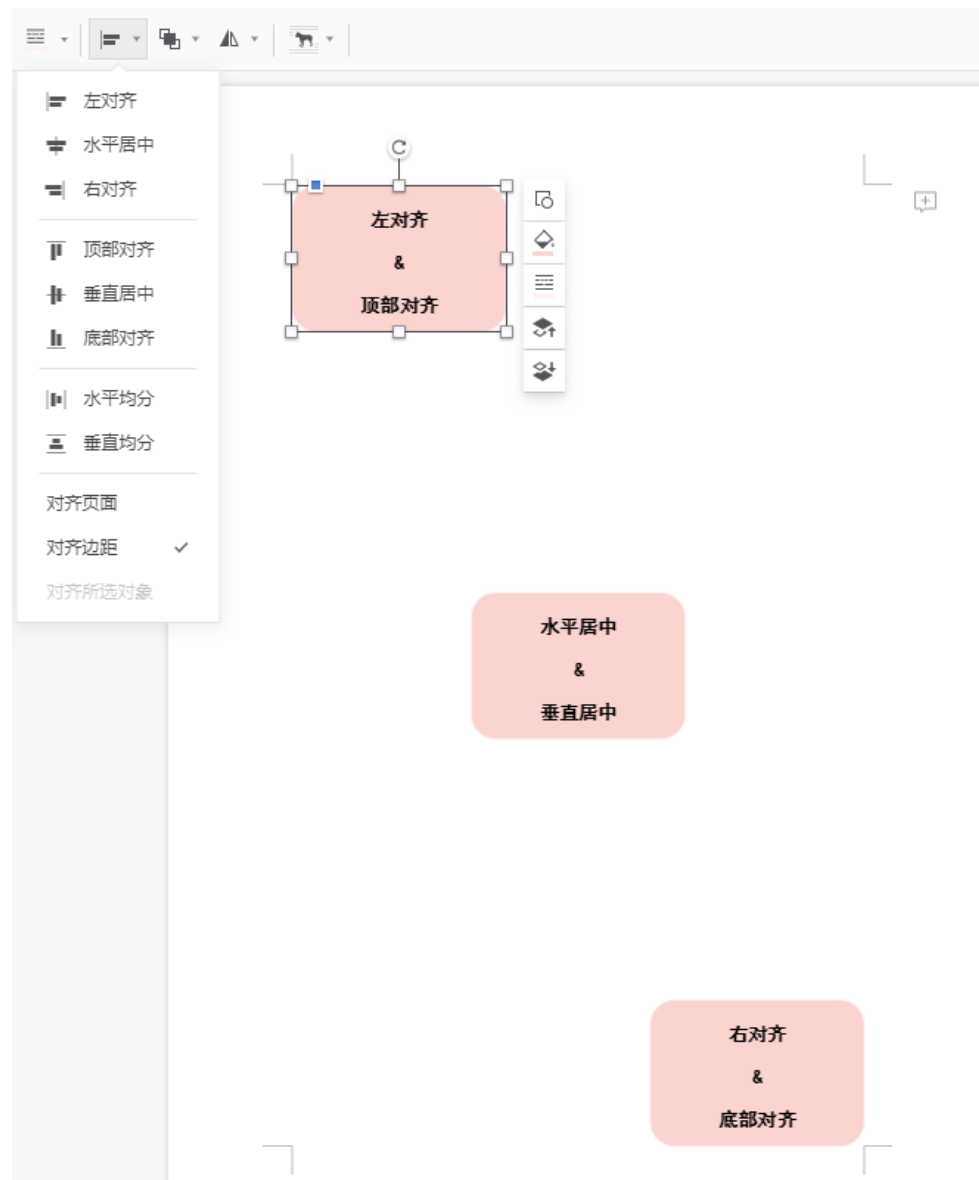 左对齐
水平居中
右对齐
顶部对齐
垂直居中
底部对齐
水平均分
垂直均分
对齐页面
对齐边距
对齐所选对象
左对齐
&
顶部对齐
水平居中
&
垂直居中
右对齐
&
底部对齐